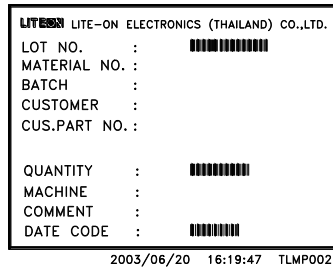 LITEON LITE-ON ELECTRONICS (THAILAND) CO.,LTD.
LOT NO. :
MATERIAL NO. :
BATCH :
CUSTOMER :
CUS.PART NO. :
QUANTITY :
MACHINE :
COMMENT :
DATE CODE :
2003/06/20 16:19:47 TLMP002